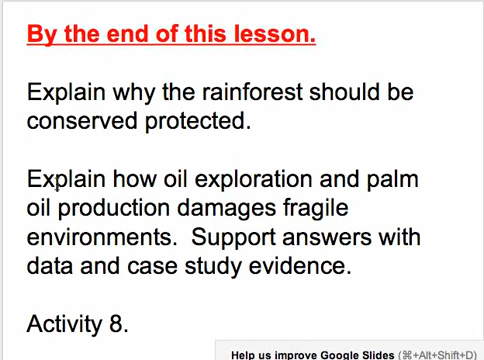 By the end of this lesson.
Explain why the rainforest should be
conserved protected.
Explain how oil exploration and palm
oil production damages fragile
environments.  Support answers with
data and case study evidence.
Activity 8.
Help us improve Google Slides (⌘+Alt+Shift+D)